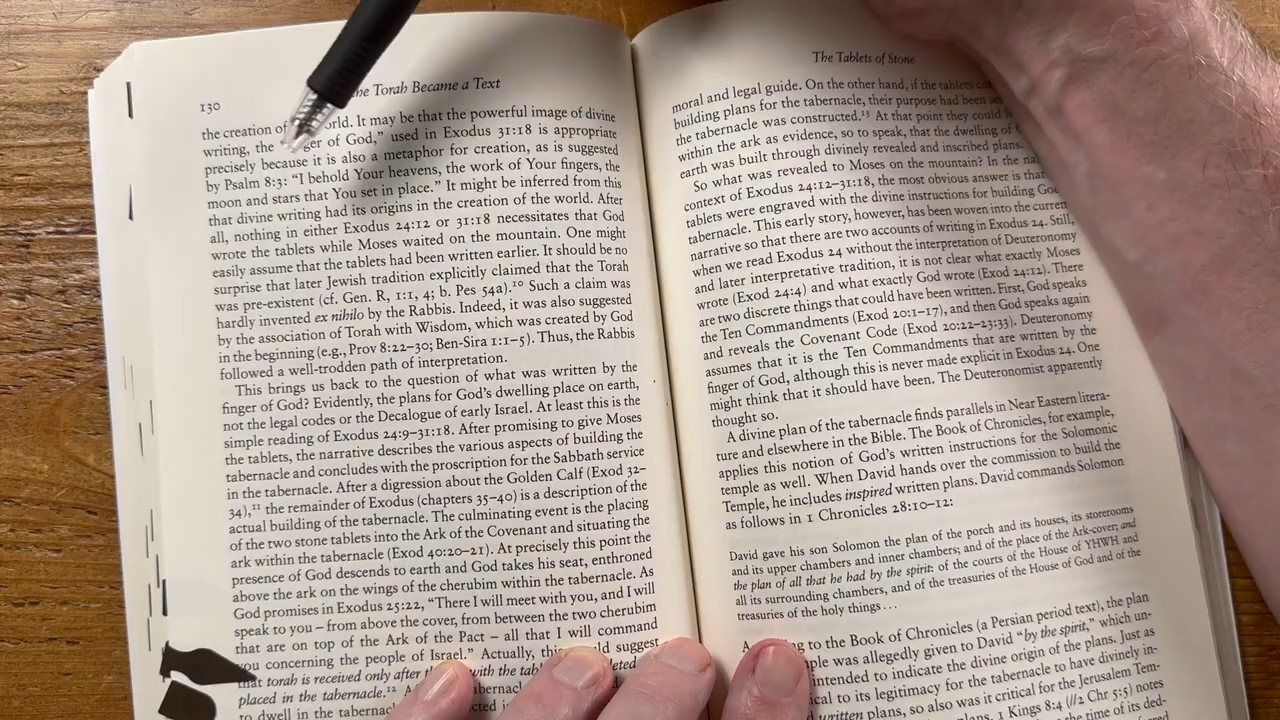 130
he Torah Became a Text
the creation of orld. It may be that the powerful image of divine
writing, the ger of God,” used in Exodus 31:18 is appropriate
precisely because it is also a metaphor for creation, as is suggested
by Psalm 8:3: “I behold Your heavens, the work of Your fingers, the
moon and stars that You set in place.” It might be inferred from this
that divine writing had its origins in the creation of the world. After
all, nothing in either Exodus 24:12 or 31:18 necessitates that God
wrote the tablets while Moses waited on the mountain. One might
easily assume that the tablets had been written earlier. It should be no
surprise that later Jewish tradition explicitly claimed that the Torah
was pre-existent (cf. Gen. R, 1:1, 4; b. Pes 54a).10 Such a claim was
hardly invented ex nihilo by the Rabbis. Indeed, it was also suggested
by the association of Torah with Wisdom, which was created by God
in the beginning (e.g., Prov 8:22–30; Ben-Sira 1:1–5). Thus, the Rabbis
followed a well-trodden path of interpretation.
This brings us back to the question of what was written by the
finger of God? Evidently, the plans for God’s dwelling place on earth,
not the legal codes or the Decalogue of early Israel. At least this is the
simple reading of Exodus 24:9–31:18. After promising to give Moses
the tablets, the narrative describes the various aspects of building the
tabernacle and concludes with the proscription for the Sabbath service
in the tabernacle. After a digression about the Golden Calf (Exod 32–
34),11 the remainder of Exodus (chapters 35–40) is a description of the
actual building of the tabernacle. The culminating event is the placing
of the two stone tablets into the Ark of the Covenant and situating the
ark within the tabernacle (Exod 40:20–21). At precisely this point the
presence of God descends to earth and God takes his seat, enthroned
above the ark on the wings of the cherubim within the tabernacle. As
God promises in Exodus 25:22, “There I will meet with you, and I will
speak to you – from above the cover, from between the two cherubim
that are on top of the Ark of the Pact – all that I will command
you concerning the people of Israel.” Actually, suggest
that torah is received only after with the
placed in the tabernacle.12
to dwell in the
The Tablets of Stone
moral and legal guide. On the other hand, if the tablets
building plans for the tabernacle, their purpose had been
the tabernacle was constructed.13 At that point they could
within the ark as evidence, so to speak, that the dwelling of
earth was built through divinely revealed and inscribed plans.
So what was revealed to Moses on the mountain? In the
context of Exodus 24:12–31:18, the most obvious answer is that
tablets were engraved with the divine instructions for building
tabernacle. This early story, however, has been woven into the
narrative so that there are two accounts of writing in Exodus 24. Still,
when we read Exodus 24 without the interpretation of Deuteronomy
and later interpretative tradition, it is not clear what exactly Moses
wrote (Exod 24:4) and what exactly God wrote (Exod 24:12). There
are two discrete things that could have been written. First, God speaks
the Ten Commandments (Exod 20:1–17), and then God speaks again
and reveals the Covenant Code (Exod 20:22–23:33). Deuteronomy
assumes that it is the Ten Commandments that are written by the
finger of God, although this is never made explicit in Exodus 24. One
might think that it should have been. The Deuteronomist apparently
thought so.
A divine plan of the tabernacle finds parallels in Near Eastern litera-
ture and elsewhere in the Bible. The Book of Chronicles, for example,
applies this notion of God’s written instructions for the Solomonic
temple as well. When David hands over the commission to build the
Temple, he includes inspired written plans. David commands Solomon
as follows in 1 Chronicles 28:10–12:
David gave his son Solomon the plan of the porch and its houses, its storerooms
and its upper chambers and inner chambers; and of the place of the Ark-cover; and
the plan of all that he had by the spirit: of the courts of the House of YHWH and of
all its surrounding chambers, and of the treasuries of the House of God and of the
treasuries of the holy things . . .
to the Book of Chronicles (a Persian period text), the plan
was allegedly given to David “by the spirit,” which un-
intended to indicate the divine origin of the plans. Just as
to its legitimacy for the tabernacle to have divinely in-
written plans, so also was it critical for the Jerusalem Tem-
plans. 1 Kings 8:4 (//2 Chr 5:5) notes
time of its ded-